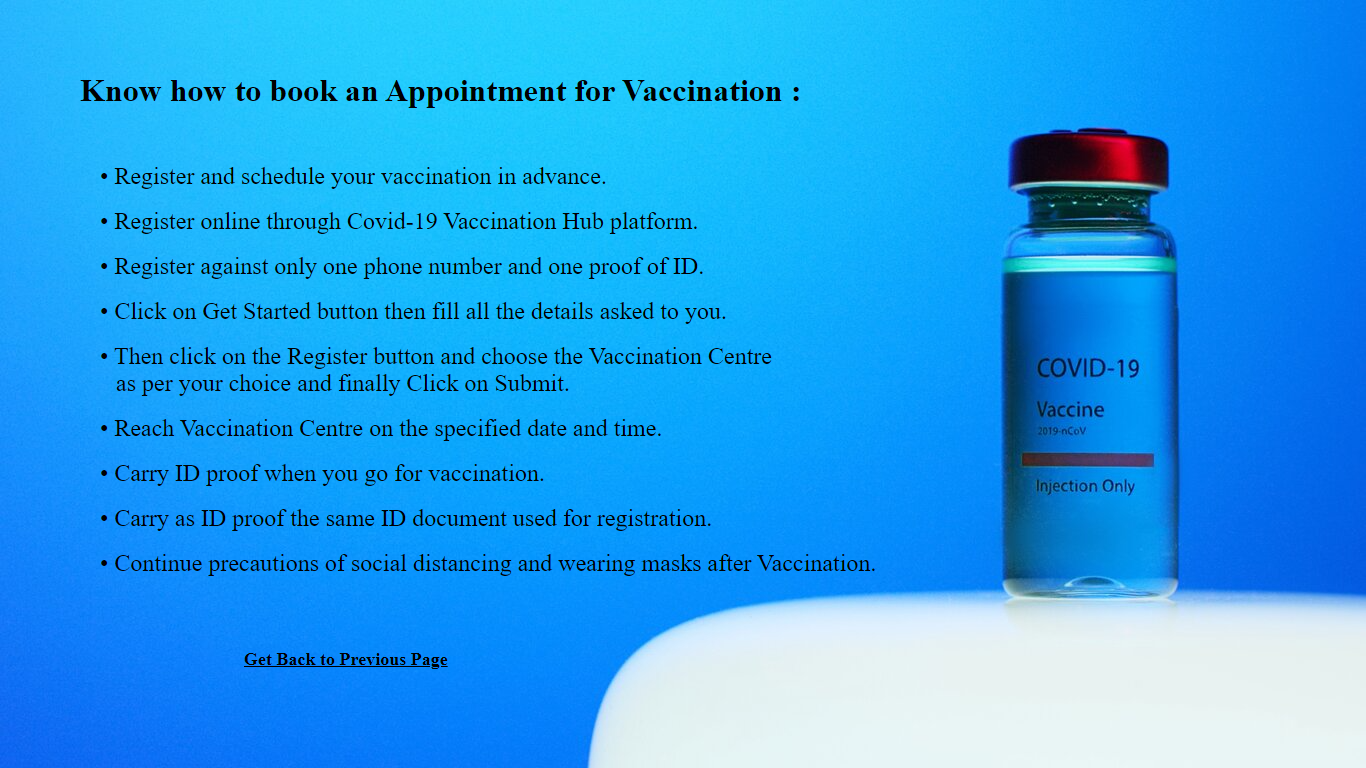 Know how to book an Appointment for Vaccination :
• Register and schedule your vaccination in advance.
• Register online through Covid-19 Vaccination Hub platform.
• Register against only one phone number and one proof of ID.
• Click on Get Started button then fill all the details asked to you.
• Then click on the Register button and choose the Vaccination Centre
as per your choice and finally Click on Submit.
• Reach Vaccination Centre on the specified date and time.
• Carry ID proof when you go for vaccination.
• Carry as ID proof the same ID document used for registration.
• Continue precautions of social distancing and wearing masks after Vaccination.
Get Back to Previous Page
COVID-19
Vaccine
2019-nCoV
Injection Only